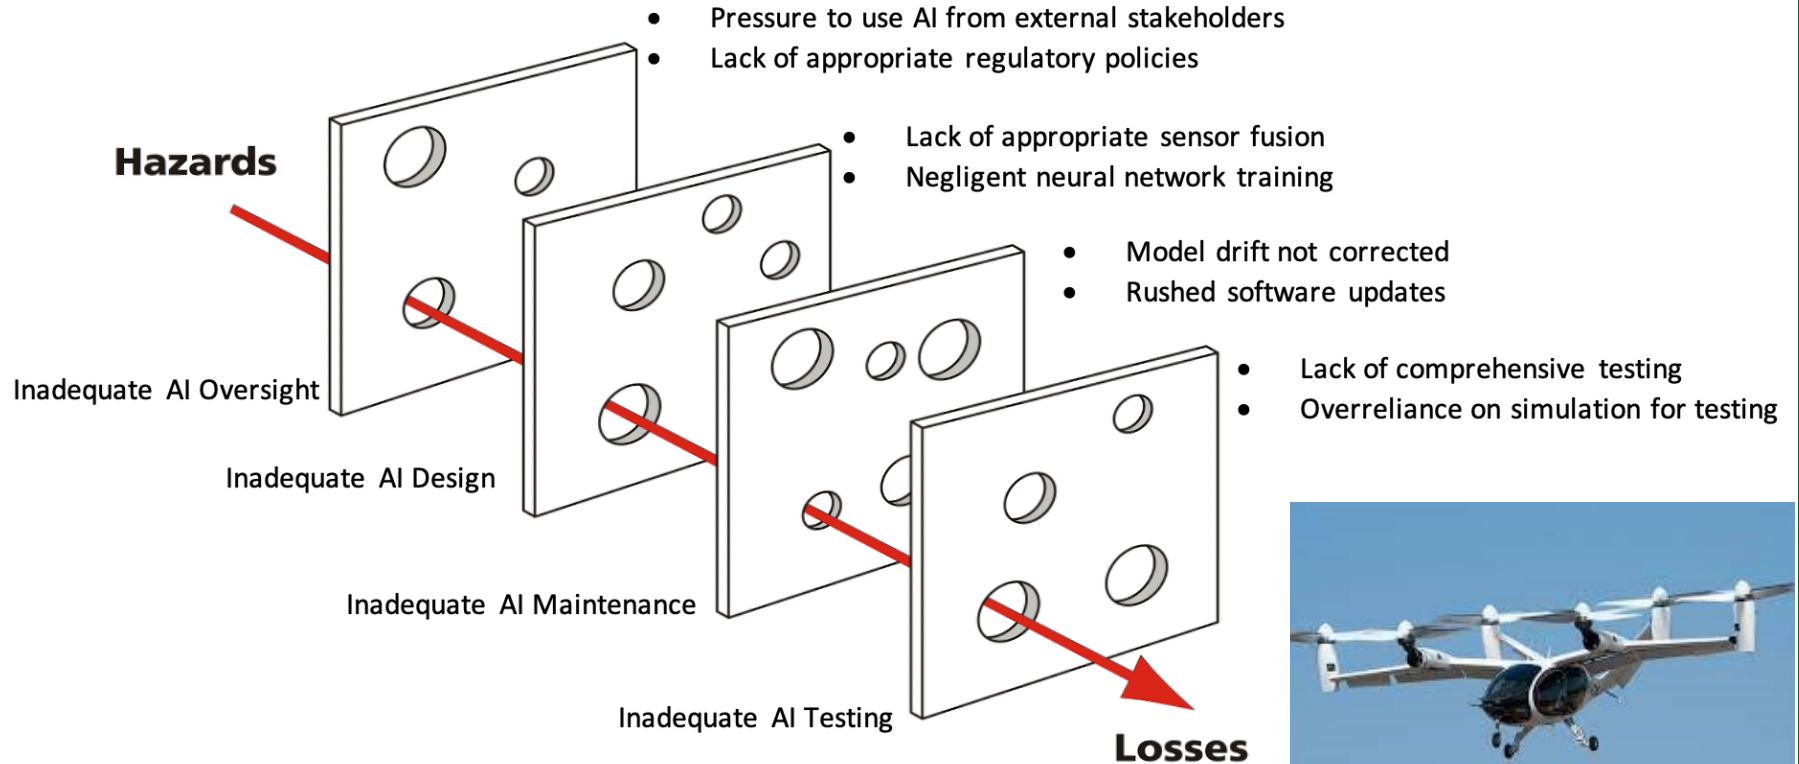 • Pressure to use AI from external stakeholders
• Lack of appropriate regulatory policies
• Lack of appropriate sensor fusion
• Negligent neural network training
Hazards
• Model drift not corrected
• Rushed software updates
• Lack of comprehensive testing
• Overreliance on simulation for testing
Inadequate AI Oversight
Inadequate AI Design
Inadequate AI Maintenance
Inadequate AI Testing
Losses